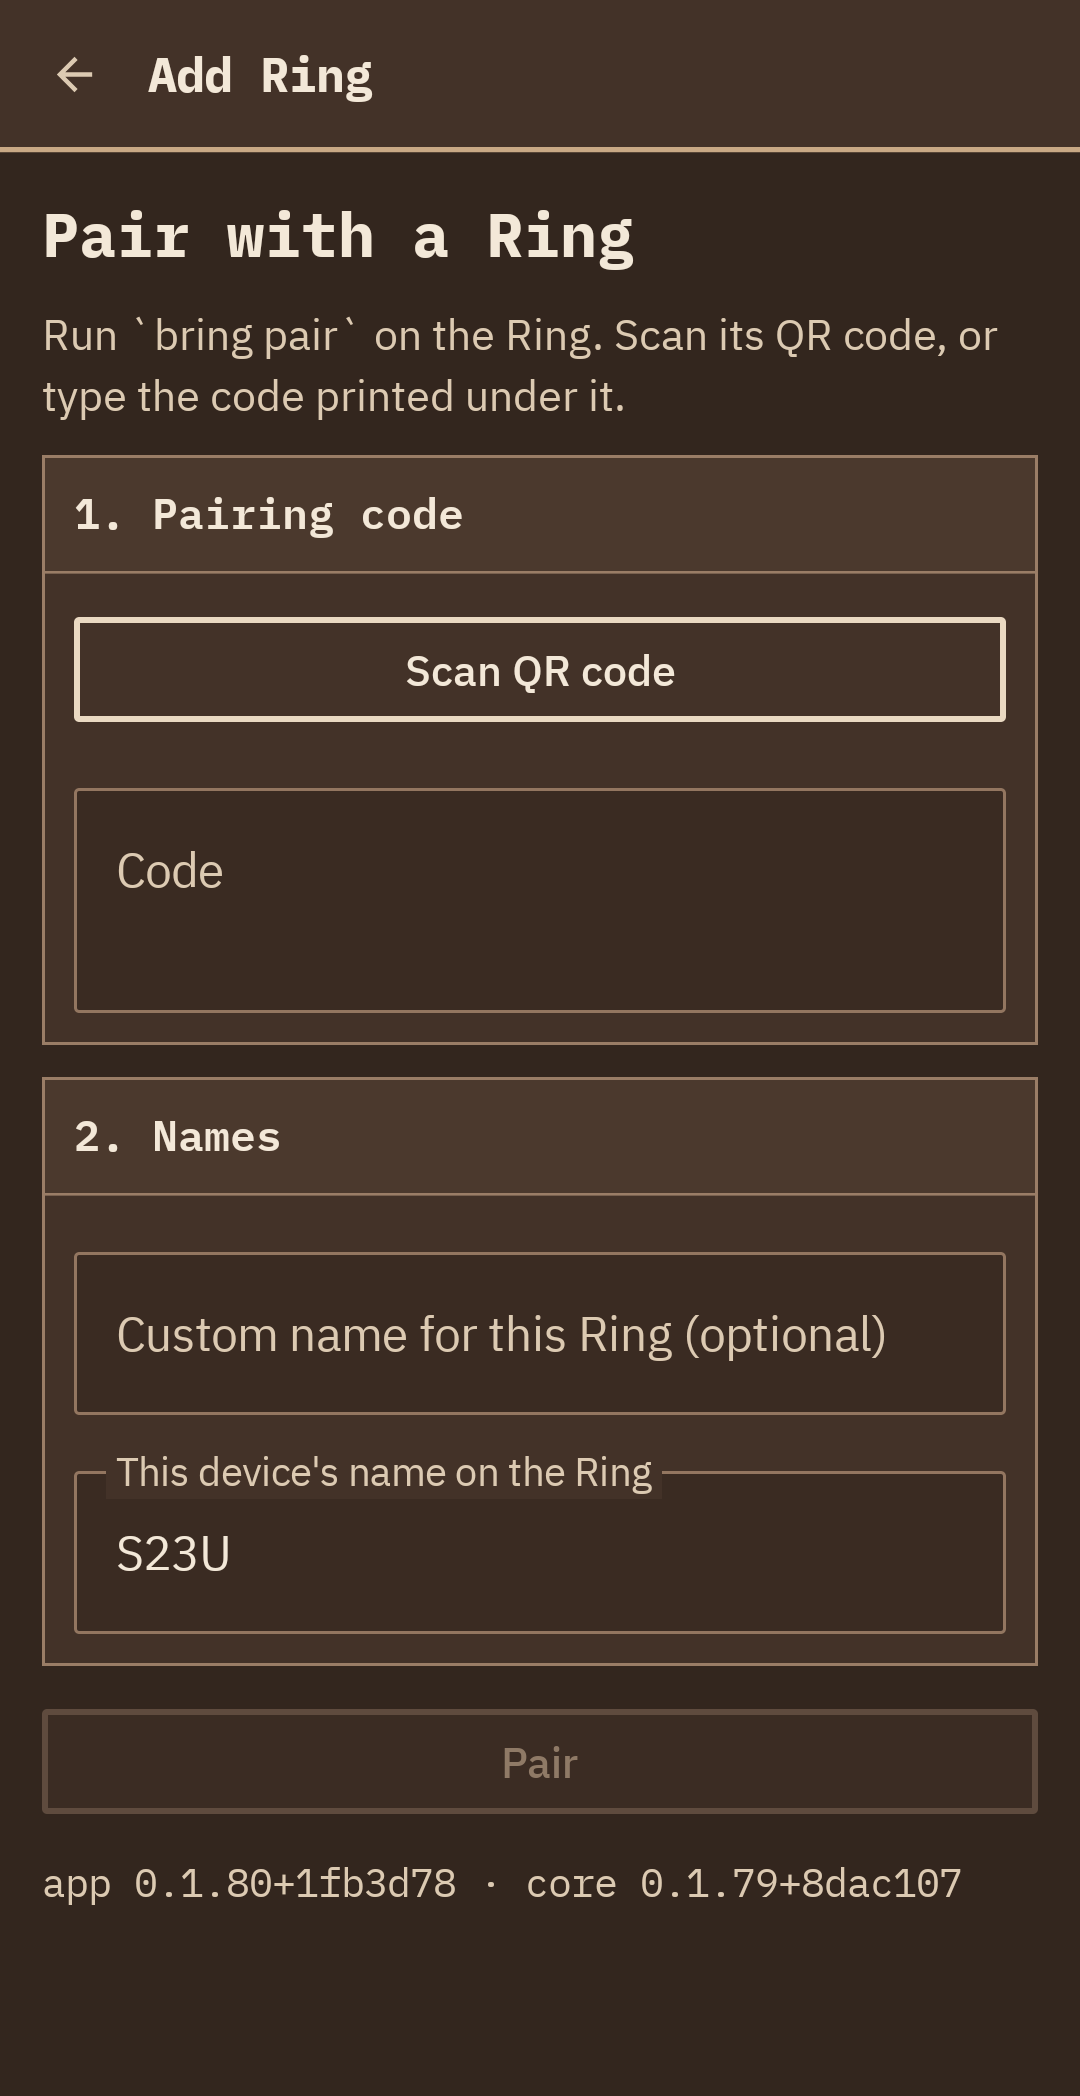 Add Ring
Pair with a Ring
Run `bring pair` on the Ring. Scan its QR code, or
type the code printed under it.
1. Pairing code
Scan QR code
Code
2. Names
Custom name for this Ring (optional)
This device's name on the Ring
S23U
Pair
app 0.1.80+1fb3d78 · core 0.1.79+8dac107